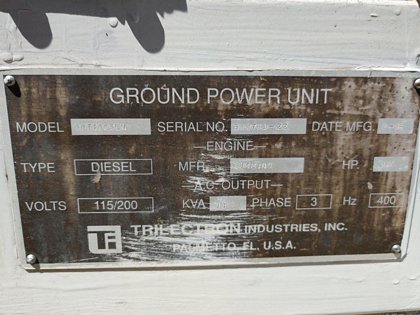 GROUND POWER UNIT
MODEL SERIAL NO. DATE MFG.
ENGINE
TYPE DIESEL MFR. HP.
A.C. OUTPUT
VOLTS 115/200 KVA PHASE 3 Hz 400
TRILECTRON INDUSTRIES, INC.
PALMETTO, FL. U.S.A.